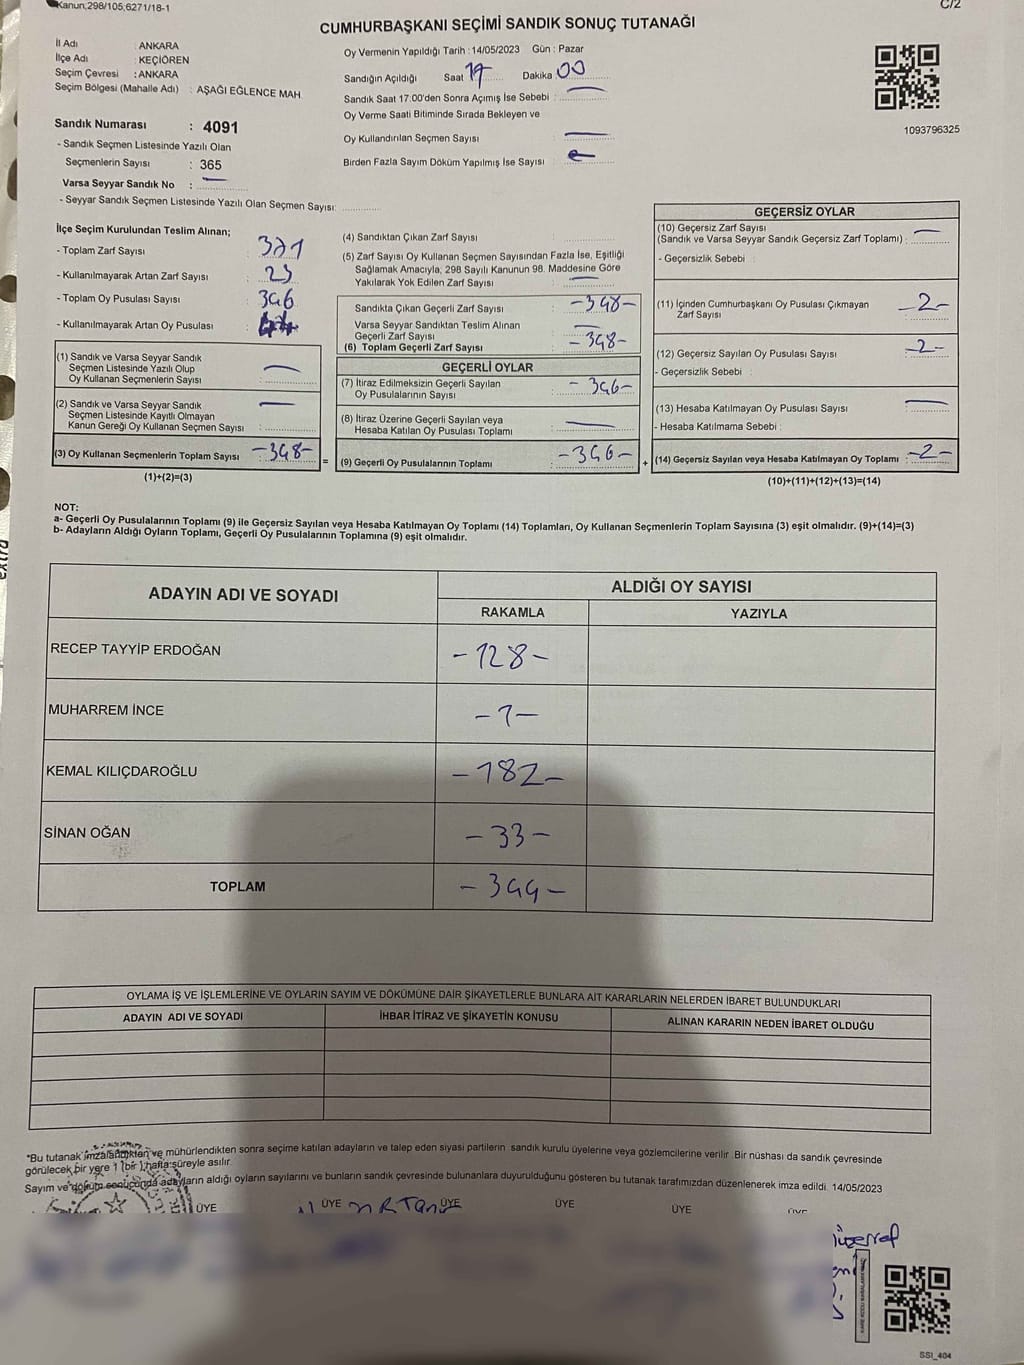 Kanun;298/105;6271/18-1
C/2
CUMHURBAŞKANI SEÇİMİ SANDIK SONUÇ TUTANAĞI
İl Adı : ANKARA
İlçe Adı : KEÇİÖREN
Seçim Çevresi : ANKARA
Seçim Bölgesi (Mahalle Adı) : AŞAĞI EĞLENCE MAH.
Sandık Numarası : 4091
- Sandık Seçmen Listesinde Yazılı Olan
Seçmenlerin Sayısı : 365
Varsa Seyyar Sandık No :
- Seyyar Sandık Seçmen Listesinde Yazılı Olan Seçmen Sayısı:
Oy Vermenin Yapıldığı Tarih : 14/05/2023 Gün : Pazar
Sandığın Açıldığı Saat 17 Dakika 00
Sandık Saat 17:00'den Sonra Açımış İse Sebebi :
Oy Verme Saati Bitiminde Sırada Bekleyen ve
Oy Kullandırılan Seçmen Sayısı :
Birden Fazla Sayım Döküm Yapılmış İse Sayısı :
1093796325
İlçe Seçim Kurulundan Teslim Alınan;
- Toplam Zarf Sayısı : 371
- Kullanılmayarak Artan Zarf Sayısı : 23
- Toplam Oy Pusulası Sayısı : 396
- Kullanılmayarak Artan Oy Pusulası :
(1) Sandık ve Varsa Seyyar Sandık
Seçmen Listesinde Yazılı Olup
Oy Kullanan Seçmenlerin Sayısı :
(2) Sandık ve Varsa Seyyar Sandık
Seçmen Listesinde Kayıtlı Olmayan
Kanun Gereği Oy Kullanan Seçmen Sayısı :
(3) Oy Kullanan Seçmenlerin Toplam Sayısı -348-
(1)+(2)=(3)
(4) Sandıktan Çıkan Zarf Sayısı :
(5) Zarf Sayısı Oy Kullanan Seçmen Sayısından Fazla İse, Eşitliği
Sağlamak Amacıyla, 298 Sayılı Kanunun 98. Maddesine Göre
Yakılarak Yok Edilen Zarf Sayısı :
Sandıkta Çıkan Geçerli Zarf Sayısı : -348-
Varsa Seyyar Sandıktan Teslim Alınan
Geçerli Zarf Sayısı :
(6) Toplam Geçerli Zarf Sayısı : -348-
GEÇERLİ OYLAR
(7) İtiraz Edilmeksizin Geçerli Sayılan
Oy Pusulalarının Sayısı : -346-
(8) İtiraz Üzerine Geçerli Sayılan veya
Hesaba Katılan Oy Pusulası Toplamı :
= (9) Geçerli Oy Pusulalarının Toplamı : -346- +
GEÇERSİZ OYLAR
(10) Geçersiz Zarf Sayısı
(Sandık ve Varsa Seyyar Sandık Geçersiz Zarf Toplamı) :
- Geçersizlik Sebebi :
(11) İçinden Cumhurbaşkanı Oy Pusulası Çıkmayan
Zarf Sayısı : -2-
(12) Geçersiz Sayılan Oy Pusulası Sayısı : -2-
- Geçersizlik Sebebi :
(13) Hesaba Katılmayan Oy Pusulası Sayısı :
- Hesaba Katılmama Sebebi :
(14) Geçersiz Sayılan veya Hesaba Katılmayan Oy Toplamı : -2-
(10)+(11)+(12)+(13)=(14)
NOT:
a- Geçerli Oy Pusulalarının Toplamı (9) ile Geçersiz Sayılan veya Hesaba Katılmayan Oy Toplamı (14) Toplamları, Oy Kullanan Seçmenlerin Toplam Sayısına (3) eşit olmalıdır. (9)+(14)=(3)
b- Adayların Aldığı Oyların Toplamı, Geçerli Oy Pusulalarının Toplamına (9) eşit olmalıdır.
ADAYIN ADI VE SOYADI
ALDIĞI OY SAYISI
RAKAMLA YAZIYLA
RECEP TAYYİP ERDOĞAN -128-
MUHARREM İNCE -1-
KEMAL KILIÇDAROĞLU -182-
SİNAN OĞAN -33-
TOPLAM -344-
OYLAMA İŞ VE İŞLEMLERİNE VE OYLARIN SAYIM VE DÖKÜMÜNE DAİR ŞİKAYETLERLE BUNLARA AİT KARARLARIN NELERDEN İBARET BULUNDUKLARI
ADAYIN ADI VE SOYADI İHBAR İTİRAZ VE ŞİKAYETİN KONUSU ALINAN KARARIN NEDEN İBARET OLDUĞU
*Bu tutanak imzalandıktan ve mühürlendikten sonra seçime katılan adayların ve talep eden siyasi partilerin sandık kurulu üyelerine veya gözlemcilerine verilir. Bir nüshası da sandık çevresinde
görülecek bir yere 1 (bir) hafta süreyle asılır.
Sayım ve döküm sonucunda adayların aldığı oyların sayılarını ve bunların sandık çevresinde bulunanlara duyurulduğunu gösteren bu tutanak tarafımızdan düzenlenerek imza edildi. 14/05/2023
ÜYE ÜYE ÜYE ÜYE ÜYE
SSI_404